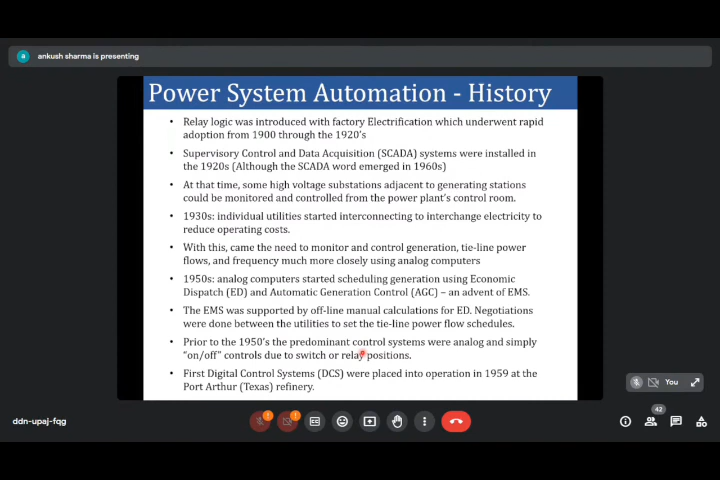 a ankush sharma is presenting
Power System Automation - History
• Relay logic was introduced with factory Electrification which underwent rapid
adoption from 1900 through the 1920's
• Supervisory Control and Data Acquisition (SCADA) systems were installed in
the 1920s (Although the SCADA word emerged in 1960s)
• At that time, some high voltage substations adjacent to generating stations
could be monitored and controlled from the power plant's control room.
• 1930s: individual utilities started interconnecting to interchange electricity to
reduce operating costs.
• With this, came the need to monitor and control generation, tie-line power
flows, and frequency much more closely using analog computers
• 1950s: analog computers started scheduling generation using Economic
Dispatch (ED) and Automatic Generation Control (AGC) – an advent of EMS.
• The EMS was supported by off-line manual calculations for ED. Negotiations
were done between the utilities to set the tie-line power flow schedules.
• Prior to the 1950's the predominant control systems were analog and simply
"on/off" controls due to switch or relay positions.
• First Digital Control Systems (DCS) were placed into operation in 1959 at the
Port Arthur (Texas) refinery.
You
42
ddn-upaj-fqg